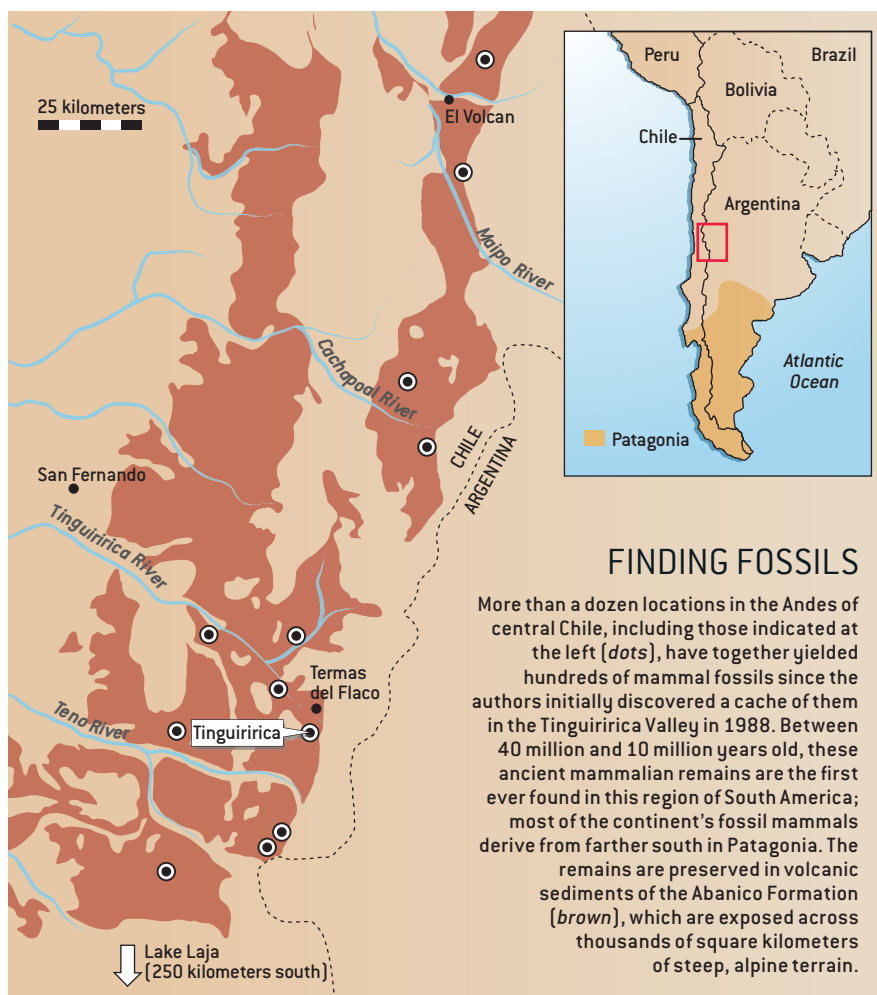 25 kilometers
El Volcan
Maipo River
Cachapoal River
CHILE
ARGENTINA
San Fernando
Tinguiririca River
Termas
del Flaco
Tinguiririca
Teno River
Lake Laja
(250 kilometers south)
Peru
Brazil
Bolivia
Chile
Argentina
Atlantic
Ocean
Patagonia
FINDING FOSSILS
More than a dozen locations in the Andes of
central Chile, including those indicated at
the left (dots), have together yielded
hundreds of mammal fossils since the
authors initially discovered a cache of them
in the Tinguiririca Valley in 1988. Between
40 million and 10 million years old, these
ancient mammalian remains are the first
ever found in this region of South America;
most of the continent's fossil mammals
derive from farther south in Patagonia. The
remains are preserved in volcanic
sediments of the Abanico Formation
(brown), which are exposed across
thousands of square kilometers
of steep, alpine terrain.